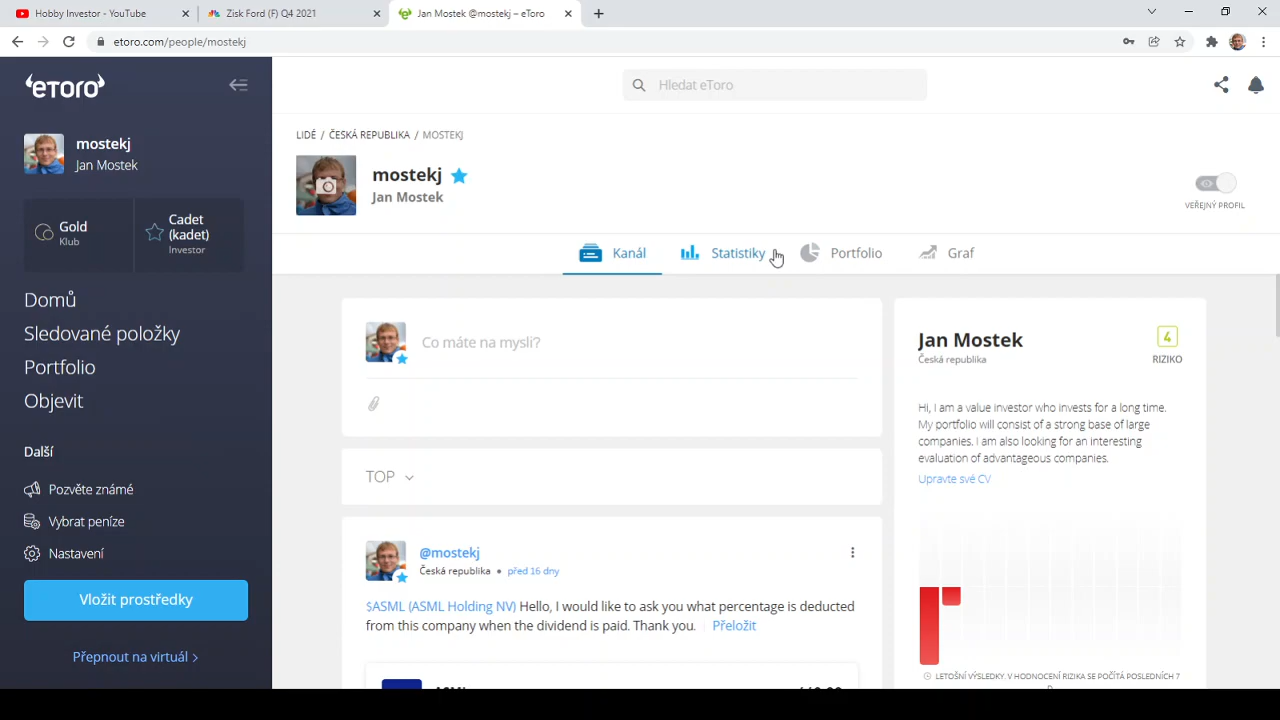 Hobby Investor - YouTube
Zisk Ford (F) Q4 2021
Jan Mostek @mostekj – eToro
etoro.com/people/mostekj
eToro
Hledat eToro
mostekj
Jan Mostek
LIDÉ / ČESKÁ REPUBLIKA / MOSTEKJ
mostekj
Jan Mostek
VEŘEJNÝ PROFIL
Gold
Klub
Cadet
(kadet)
Investor
Kanál
Statistiky
Portfolio
Graf
Domů
Sledované položky
Portfolio
Objevit
Další
Pozvěte známé
Vybrat peníze
Nastavení
Vložit prostředky
Přepnout na virtuál >
Co máte na mysli?
TOP
@mostekj
Česká republika • před 16 dny
$ASML (ASML Holding NV) Hello, I would like to ask you what percentage is deducted
from this company when the dividend is paid. Thank you. | Přeložit
Jan Mostek
Česká republika
4
RIZIKO
Hi, I am a value investor who invests for a long time.
My portfolio will consist of a strong base of large
companies. I am also looking for an interesting
evaluation of advantageous companies.
Upravte své CV
LETOŠNÍ VÝSLEDKY. V HODNOCENÍ RIZIKA SE POČÍTÁ POSLEDNÍCH 7